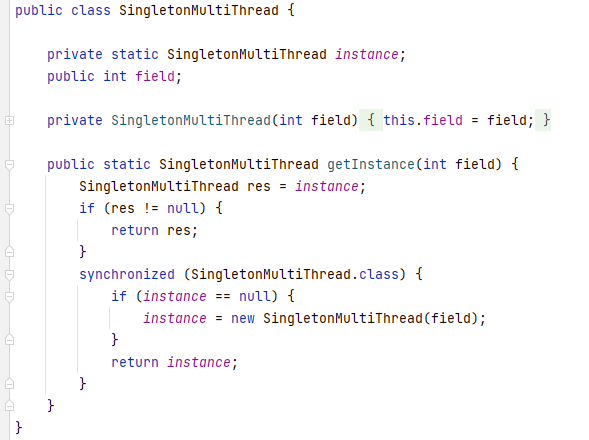 public class SingletonMultiThread {
private static SingletonMultiThread instance;
public int field;
private SingletonMultiThread(int field) { this.field = field; }
public static SingletonMultiThread getInstance(int field) {
SingletonMultiThread res = instance;
if (res != null) {
return res;
}
synchronized (SingletonMultiThread.class) {
if (instance == null) {
instance = new SingletonMultiThread(field);
}
return instance;
}
}
}